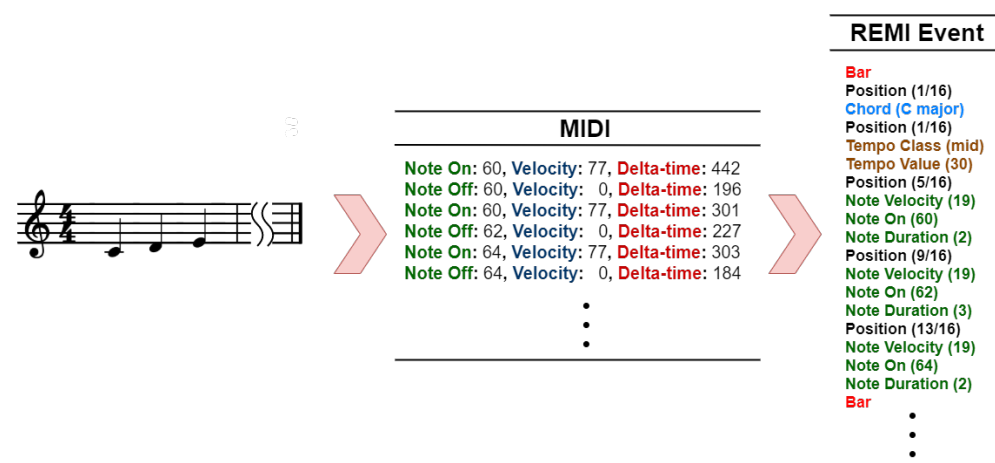 4
4
MIDI
Note On: 60, Velocity: 77, Delta-time: 442
Note Off: 60, Velocity: 0, Delta-time: 196
Note On: 60, Velocity: 77, Delta-time: 301
Note Off: 62, Velocity: 0, Delta-time: 227
Note On: 64, Velocity: 77, Delta-time: 303
Note Off: 64, Velocity: 0, Delta-time: 184
REMI Event
Bar
Position (1/16)
Chord (C major)
Position (1/16)
Tempo Class (mid)
Tempo Value (30)
Position (5/16)
Note Velocity (19)
Note On (60)
Note Duration (2)
Position (9/16)
Note Velocity (19)
Note On (62)
Note Duration (3)
Position (13/16)
Note Velocity (19)
Note On (64)
Note Duration (2)
Bar